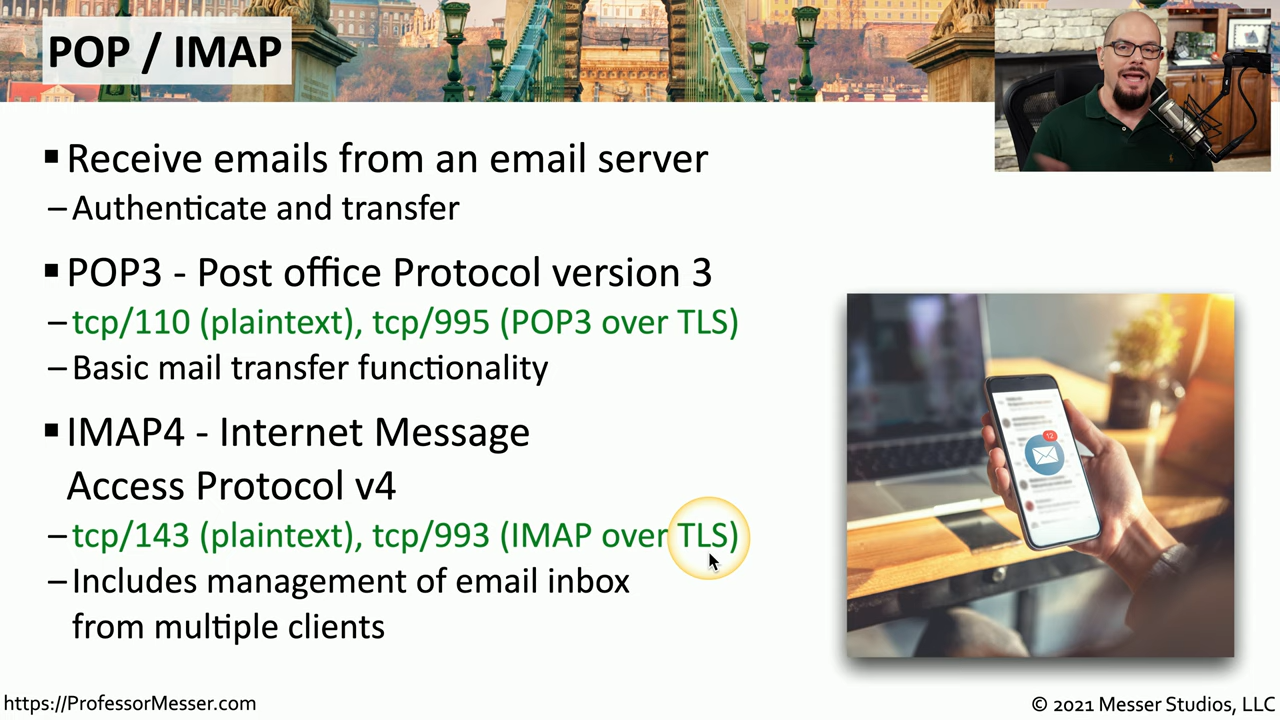 POP / IMAP
▪ Receive emails from an email server
– Authenticate and transfer
▪ POP3 - Post office Protocol version 3
– tcp/110 (plaintext), tcp/995 (POP3 over TLS)
– Basic mail transfer functionality
▪ IMAP4 - Internet Message
Access Protocol v4
– tcp/143 (plaintext), tcp/993 (IMAP over TLS)
– Includes management of email inbox
from multiple clients
12
https://ProfessorMesser.com
© 2021 Messer Studios, LLC